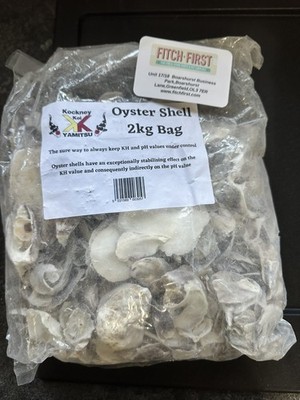 FITCH·FIRST
Unit 17/18 Boarshurst Business
Park,Boarshurst
Lane,Greenfield,OL3 7ER
www.fitchfirst.com
Kockney
Koi
YAMITSU
Oyster Shell
2kg Bag
The sure way to always keep KH and pH values under control
Oyster shells have an exceptionally stabilizing effect on the
KH value and consequently indirectly on the pH value